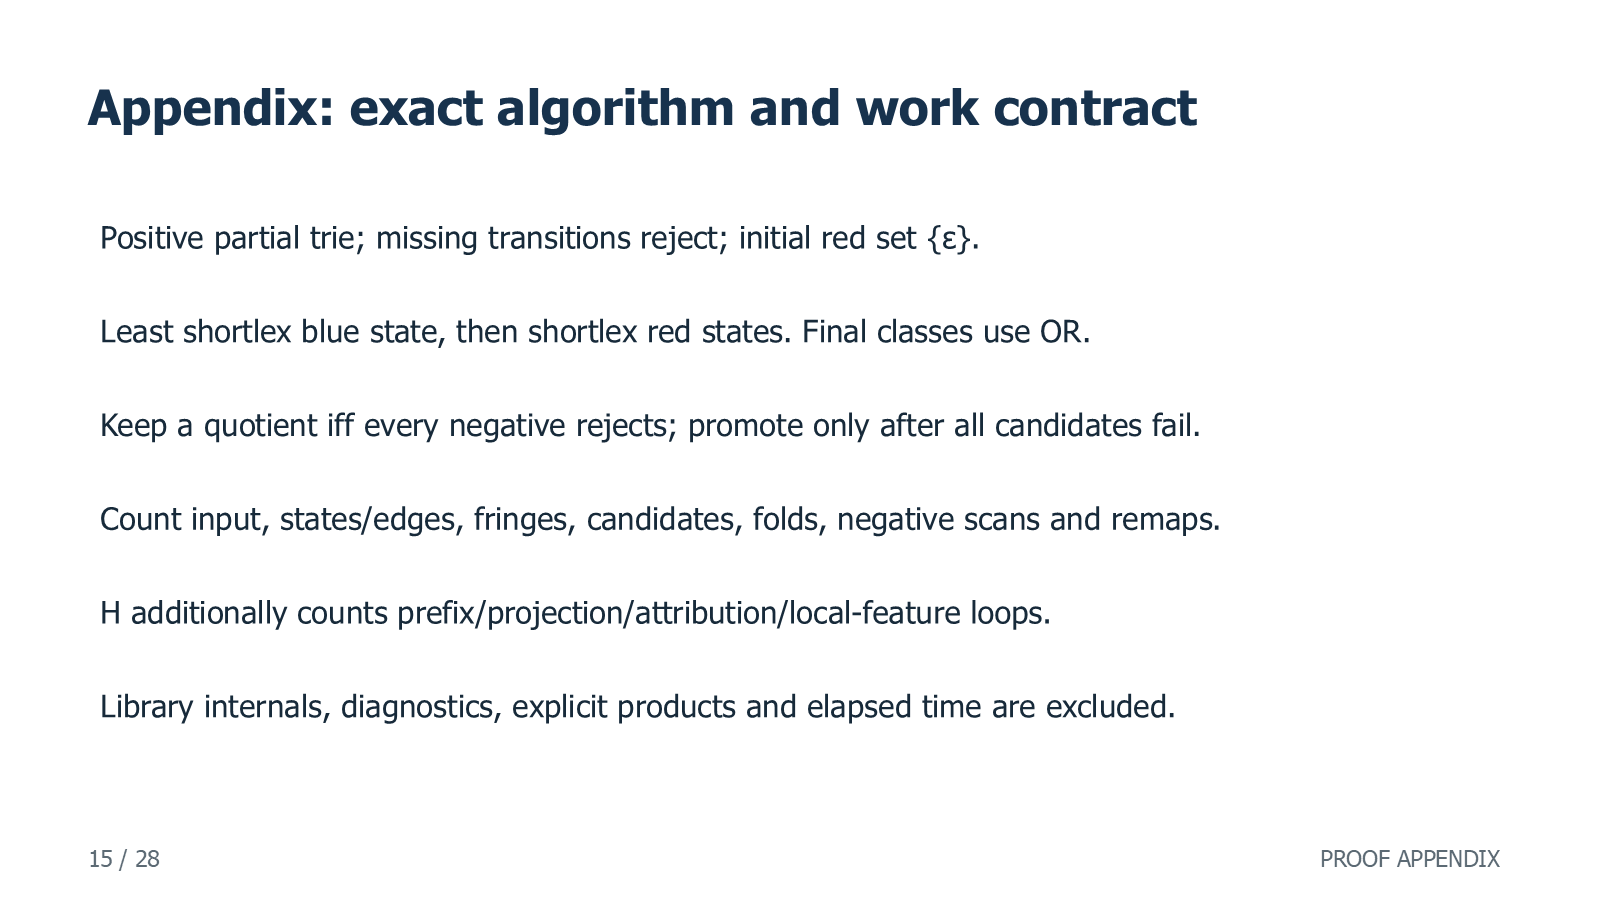 Appendix: exact algorithm and work contract
Positive partial trie; missing transitions reject; initial red set {ε}.
Least shortlex blue state, then shortlex red states. Final classes use OR.
Keep a quotient iff every negative rejects; promote only after all candidates fail.
Count input, states/edges, fringes, candidates, folds, negative scans and remaps.
H additionally counts prefix/projection/attribution/local-feature loops.
Library internals, diagnostics, explicit products and elapsed time are excluded.
15 / 28
PROOF APPENDIX